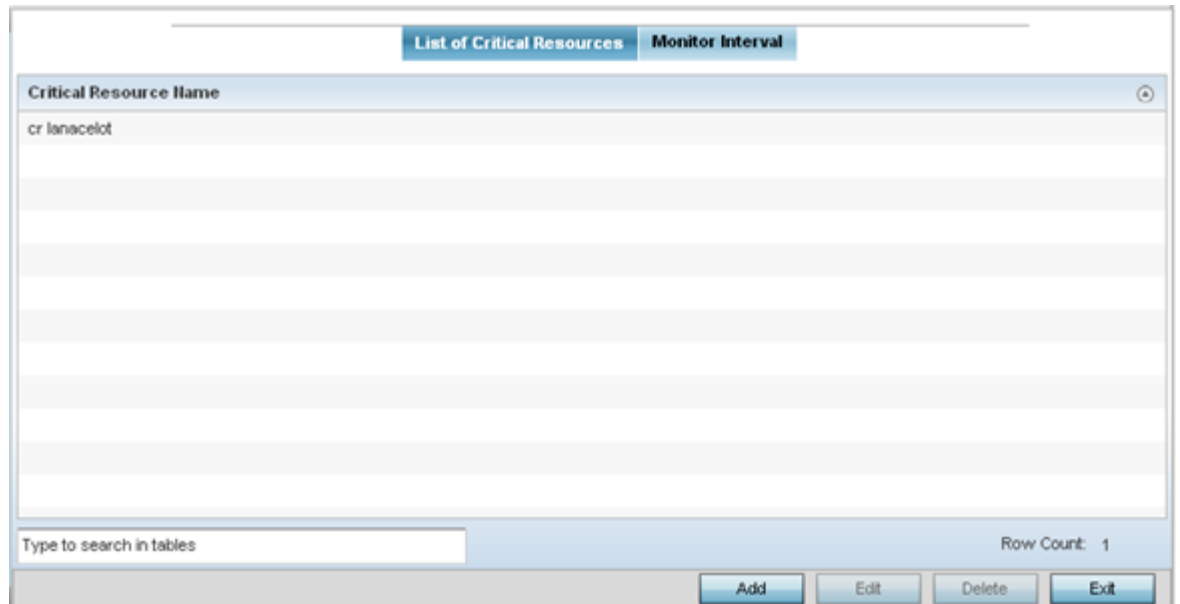 List of Critical Resources Monitor Interval
Critical Resource Name
cr lanacelot
Type to search in tables Row Count: 1
Add Edit Delete Exit